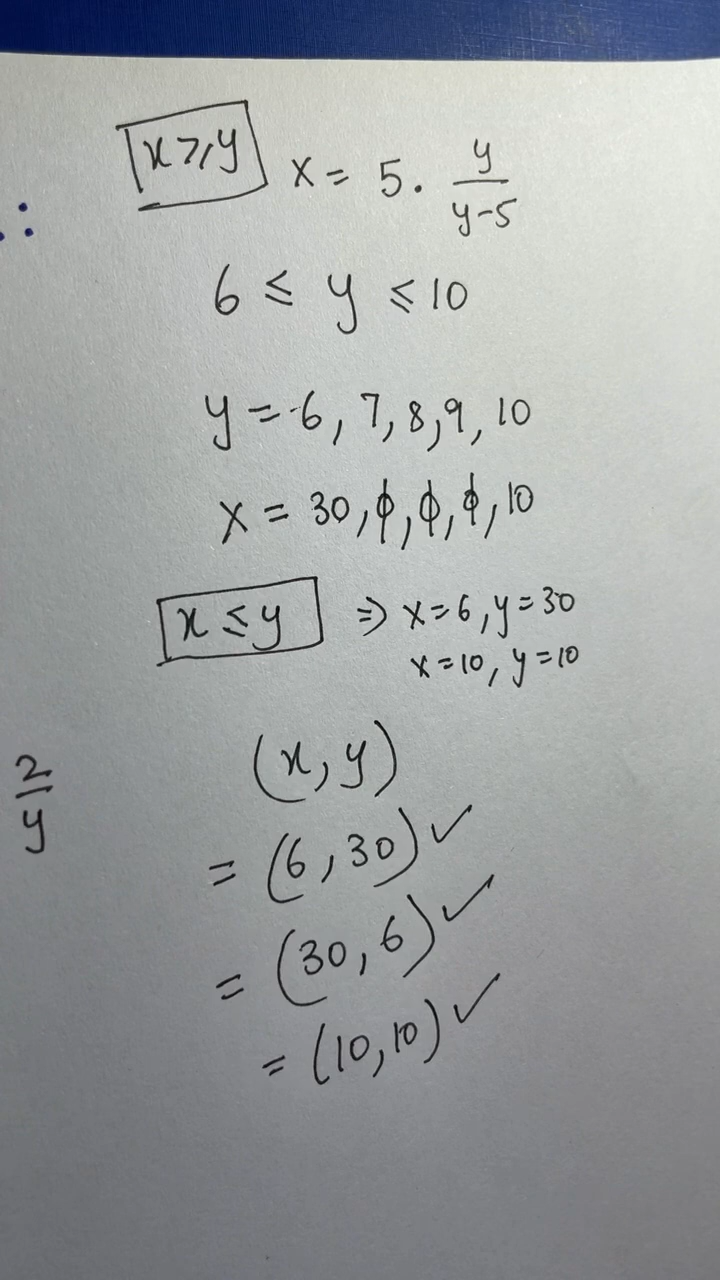 x ≥ y x = 5 · y/(y-5)
6 ≤ y ≤ 10
y = 6, 7, 8, 9, 10
x = 30, ϕ, ϕ, ϕ, 10
x ≤ y ⇒ x = 6, y = 30
x = 10, y = 10
2/y
(x, y)
= (6, 30) ✓
= (30, 6) ✓
= (10, 10) ✓